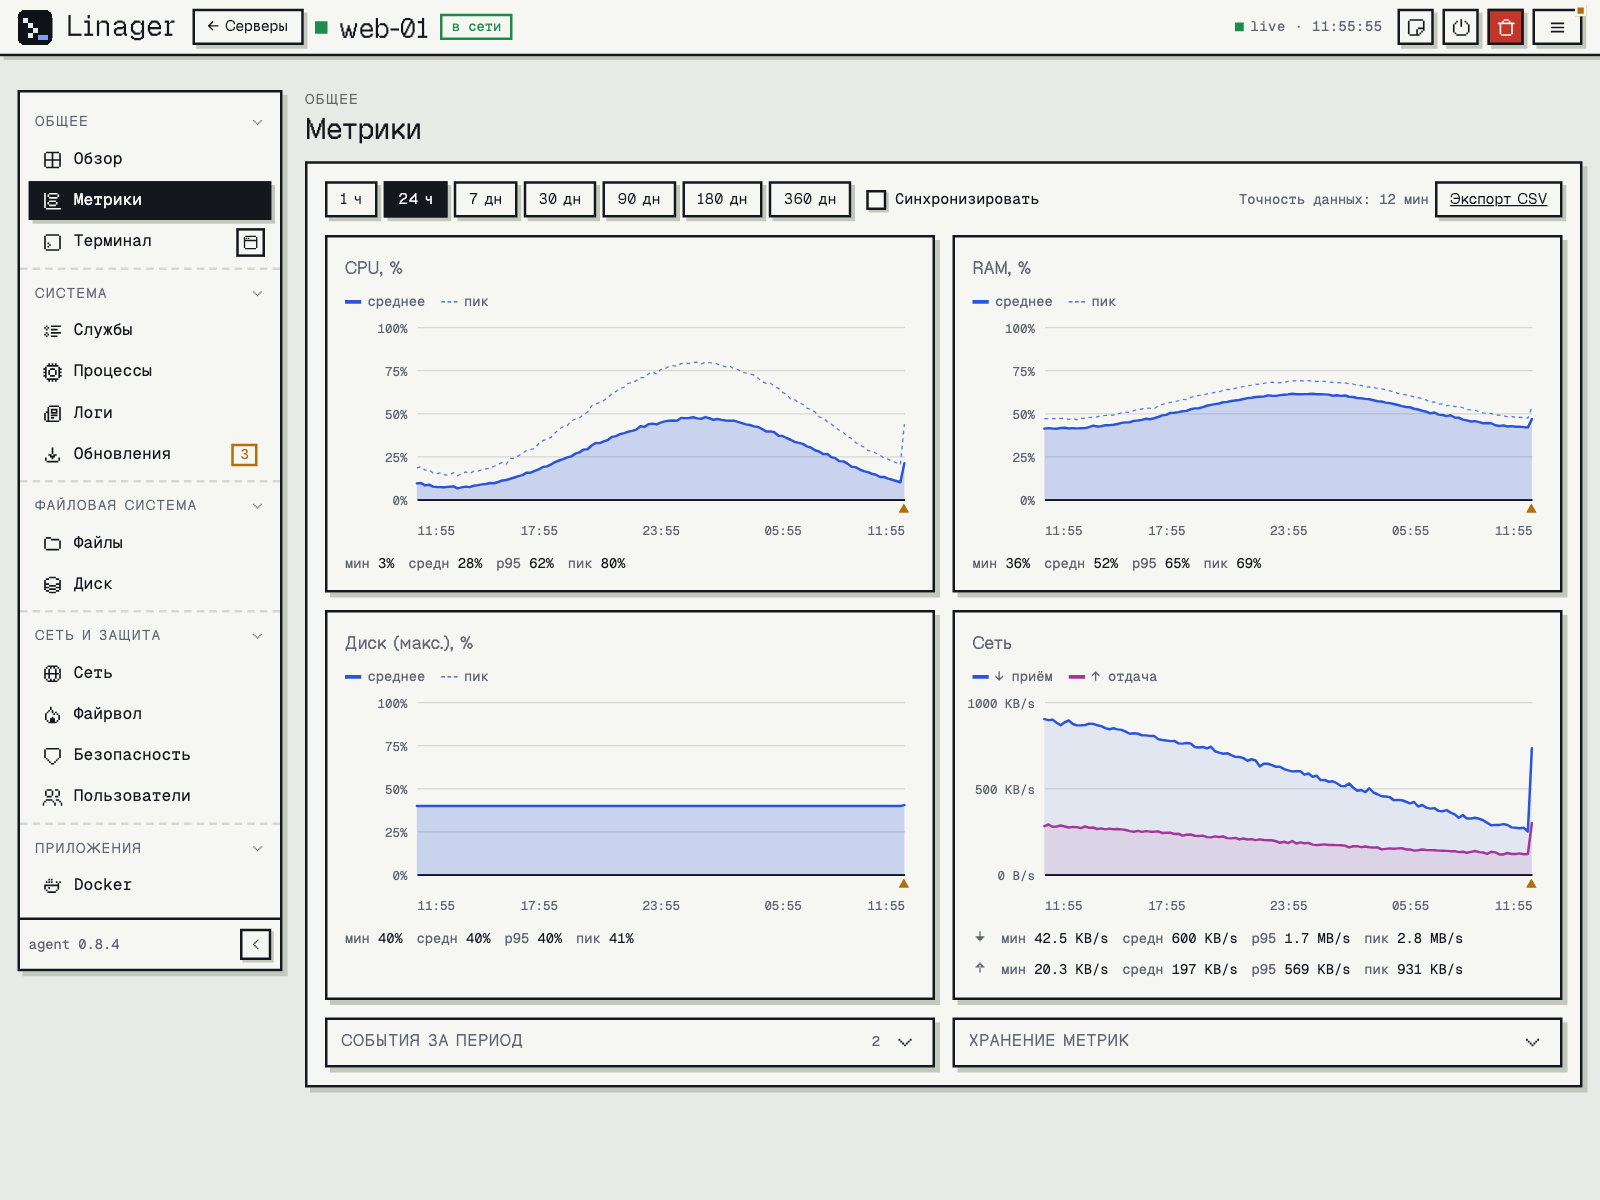 Linager
← Серверы
web-01
в сети
live · 11:55:55
ОБЩЕЕ
Обзор
Метрики
Терминал
СИСТЕМА
Службы
Процессы
Логи
Обновления 3
ФАЙЛОВАЯ СИСТЕМА
Файлы
Диск
СЕТЬ И ЗАЩИТА
Сеть
Файрвол
Безопасность
Пользователи
ПРИЛОЖЕНИЯ
Docker
agent 0.8.4
ОБЩЕЕ
Метрики
1 ч 24 ч 7 дн 30 дн 90 дн 180 дн 360 дн Синхронизировать Точность данных: 12 мин Экспорт CSV
CPU, %
среднее пик
100%
75%
50%
25%
0%
11:55 17:55 23:55 05:55 11:55
мин 3% средн 28% p95 62% пик 80%
RAM, %
среднее пик
100%
75%
50%
25%
0%
11:55 17:55 23:55 05:55 11:55
мин 36% средн 52% p95 65% пик 69%
Диск (макс.), %
среднее пик
100%
75%
50%
25%
0%
11:55 17:55 23:55 05:55 11:55
мин 40% средн 40% p95 40% пик 41%
Сеть
↓ приём ↑ отдача
1000 KB/s
500 KB/s
0 B/s
11:55 17:55 23:55 05:55 11:55
↓ мин 42.5 KB/s средн 600 KB/s p95 1.7 MB/s пик 2.8 MB/s
↑ мин 20.3 KB/s средн 197 KB/s p95 569 KB/s пик 931 KB/s
СОБЫТИЯ ЗА ПЕРИОД 2
ХРАНЕНИЕ МЕТРИК